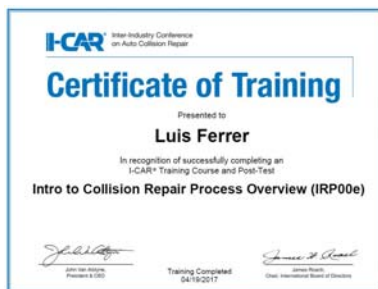 I-CAR® Inter-Industry Conference
on Auto Collision Repair
Certificate of Training
Presented to
Luis Ferrer
In recognition of successfully completing an
I-CAR® Training Course and Post-Test
Intro to Collision Repair Process Overview (IRP00e)
John Van Alstyne,
President & CEO
Training Completed
04/19/2017
James Roach,
Chair, International Board of Directors